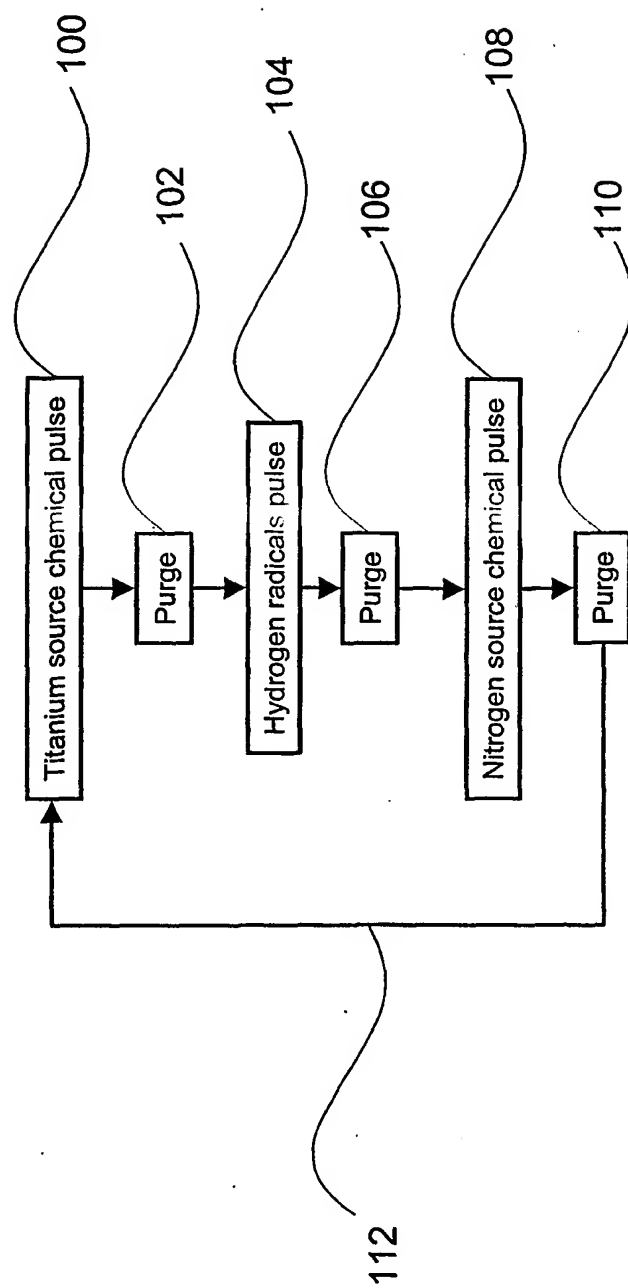 Titanium source chemical pulse
100
Purge
102
Hydrogen radicals pulse
104
Purge
106
Nitrogen source chemical pulse
108
Purge
110
112